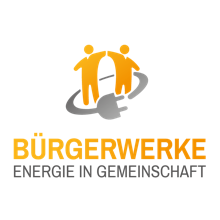 BÜRGERWERKE
ENERGIE IN GEMEINSCHAFT